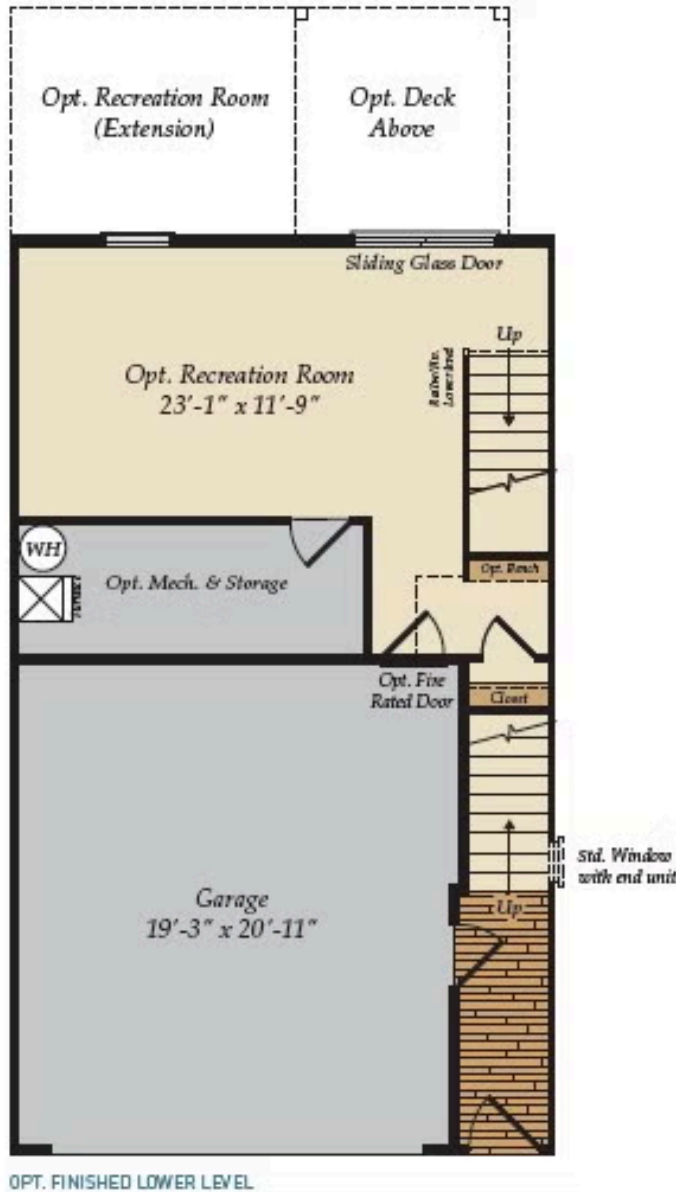 Opt. Recreation Room
(Extension)
Opt. Deck
Above
Sliding Glass Door
Up
Opt. Recreation Room
23'-1" x 11'-9"
WH
Opt. Mech. & Storage
Opt. Bench
Opt. Fire
Rated Door
Closet
Std. Window
with end unit
Garage
19'-3" x 20'-11"
Up
OPT. FINISHED LOWER LEVEL